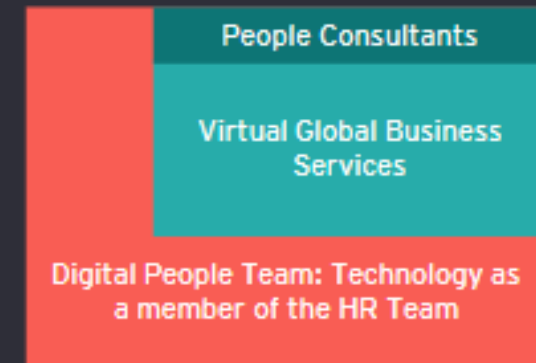 People Consultants
Virtual Global Business
Services
Digital People Team: Technology as
a member of the HR Team